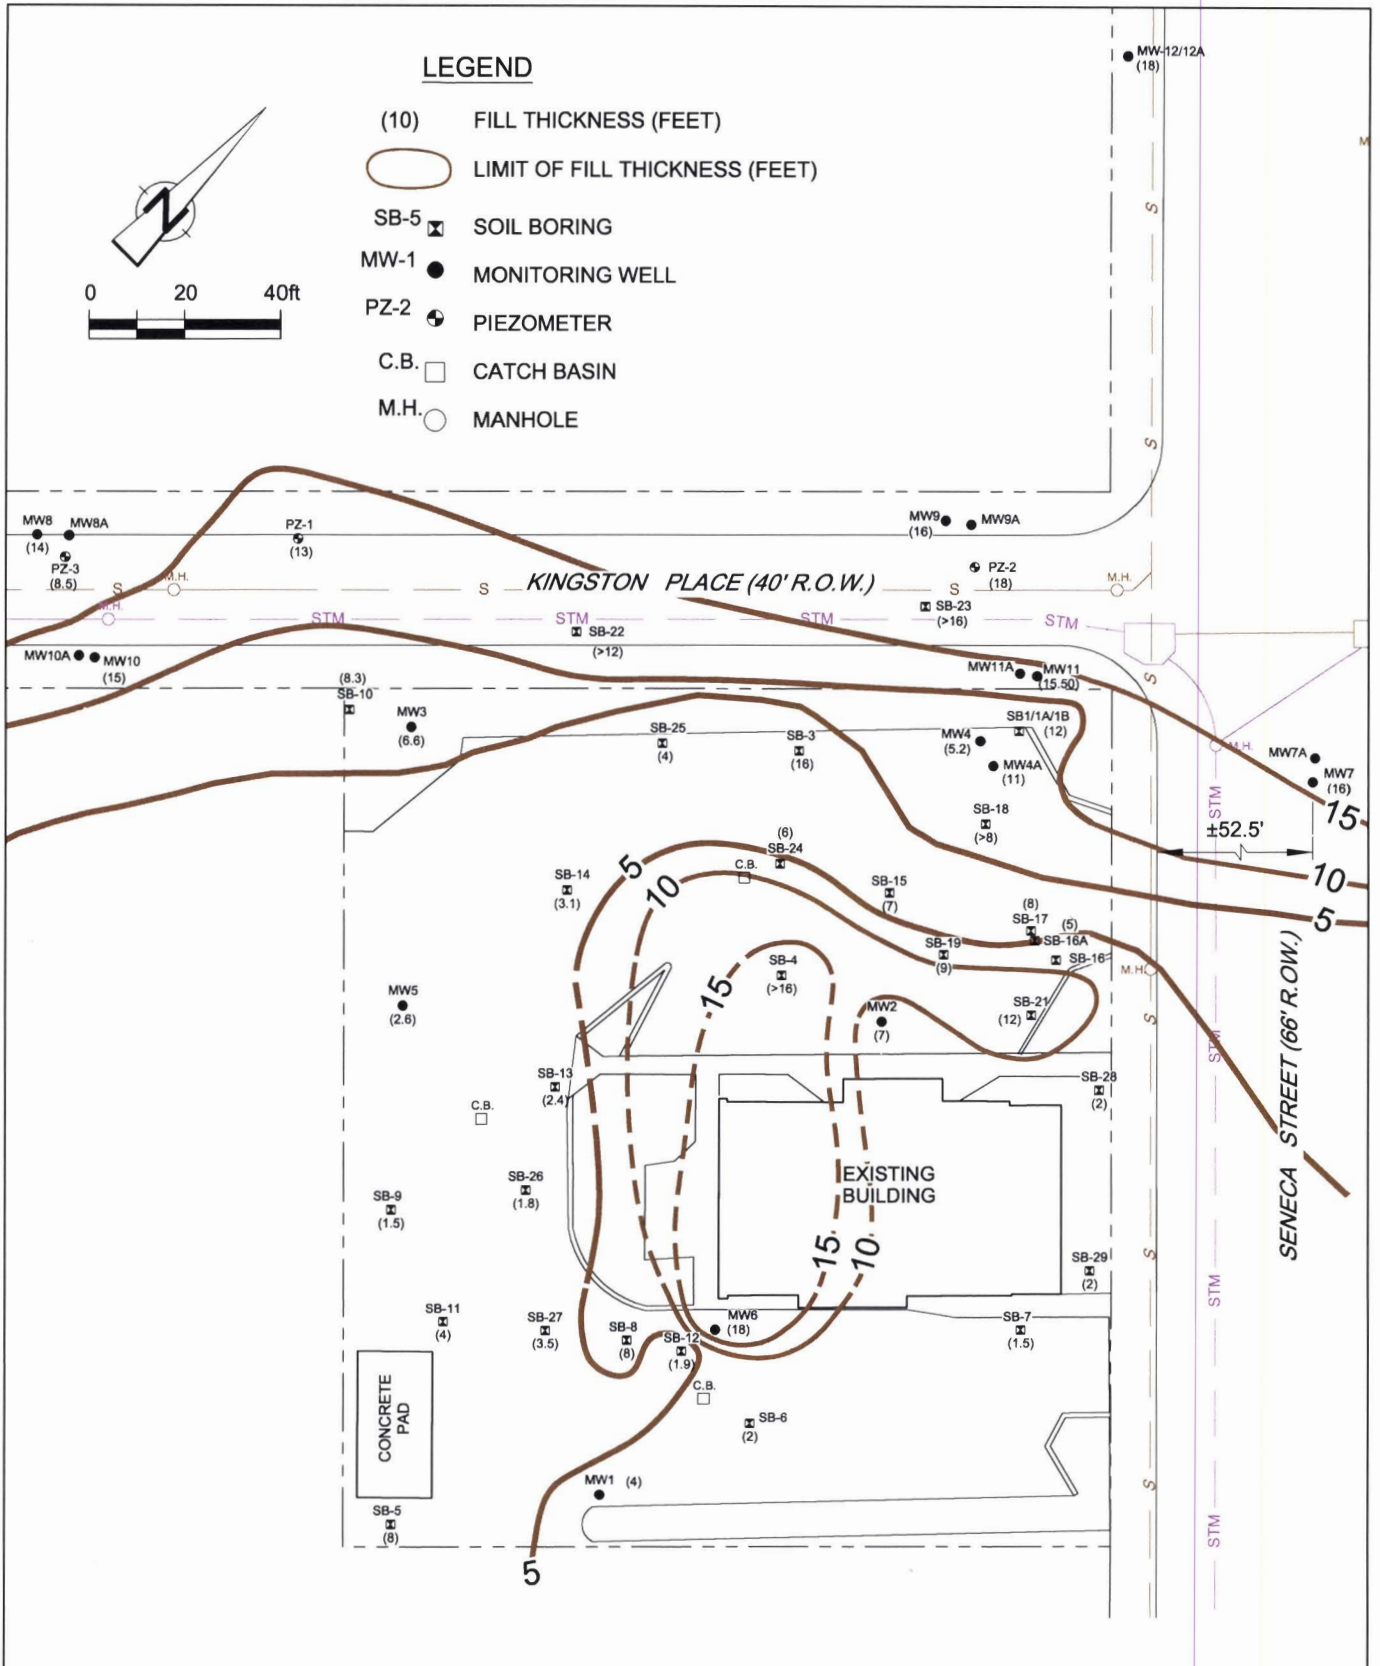 LEGEND
(10) FILL THICKNESS (FEET)
LIMIT OF FILL THICKNESS (FEET)
SB-5 SOIL BORING
MW-1 MONITORING WELL
PZ-2 PIEZOMETER
C.B. CATCH BASIN
M.H. MANHOLE
N
0 20 40ft
MW-12/12A
(18)
M
S
S
MW8
(14)
MW8A
PZ-3
(8.5)
PZ-1
(13)
MW9
(16)
MW9A
PZ-2
(18)
S
M.H.
S
KINGSTON PLACE (40' R.O.W.)
S
M.H.
M.H.
STM
STM
STM
STM
SB-23
(>16)
SB-22
(>12)
MW10A
MW10
(15)
(8.3)
SB-10
MW3
(6.6)
MW11A
MW11
(15.50)
S
SB-25
(4)
SB-3
(16)
MW4
(5.2)
SB1/1A/1B
(12)
MW4A
(11)
M.H.
MW7A
MW7
(16)
15
STM
±52.5'
SB-18
(>8)
(6)
SB-24
C.B.
5
10
SB-14
(3.1)
SB-15
(7)
10
5
(8)
SB-17
(5)
SB-16A
SB-16
SB-19
(9)
M.H.
SB-4
(>16)
15
MW5
(2.6)
MW2
(7)
SB-21
(12)
S
STM
SB-13
(2.4)
SB-28
(2)
C.B.
SB-26
(1.8)
SB-9
(1.5)
EXISTING
BUILDING
SENECA STREET (66' R.OW.)
15
10
SB-29
(2)
S
STM
SB-11
(4)
SB-27
(3.5)
SB-8
(8)
SB-12
(1.9)
MW6
(18)
SB-7
(1.5)
CONCRETE
PAD
C.B.
SB-6
(2)
MW1 (4)
S
STM
SB-5
(8)
5